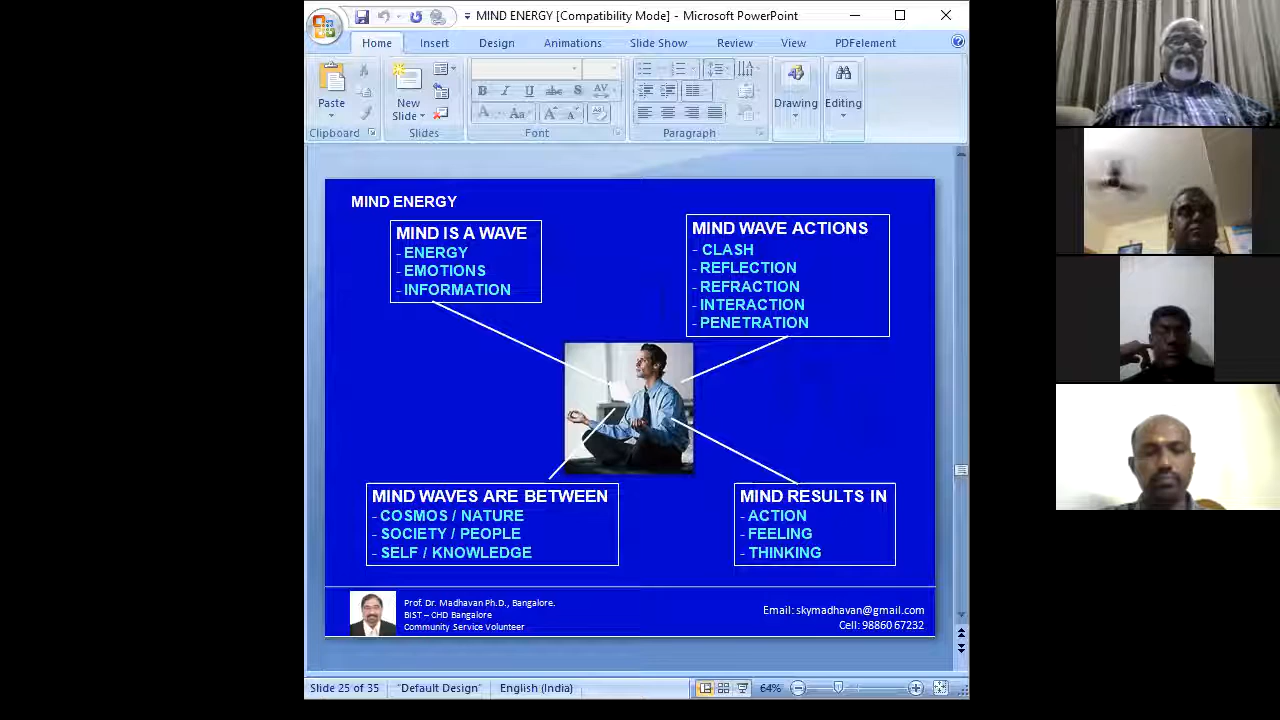 MIND ENERGY [Compatibility Mode] - Microsoft PowerPoint
Home Insert Design Animations Slide Show Review View PDFelement
Paste
New
Slide
Drawing
Editing
Clipboard Slides Font Paragraph
MIND ENERGY
MIND IS A WAVE
- ENERGY
- EMOTIONS
- INFORMATION
MIND WAVE ACTIONS
- CLASH
- REFLECTION
- REFRACTION
- INTERACTION
- PENETRATION
MIND WAVES ARE BETWEEN
- COSMOS / NATURE
- SOCIETY / PEOPLE
- SELF / KNOWLEDGE
MIND RESULTS IN
- ACTION
- FEELING
- THINKING
Prof. Dr. Madhavan Ph.D., Bangalore.
BIST – CHD Bangalore
Community Service Volunteer
Email: skymadhavan@gmail.com
Cell: 98860 67232
Slide 25 of 35 "Default Design" English (India) 64%